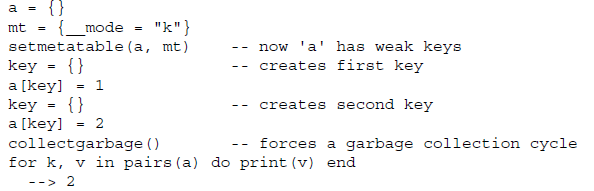 a = {}
mt = {__mode = "k"}
setmetatable(a, mt)     -- now 'a' has weak keys
key = {}                -- creates first key
a[key] = 1
key = {}                -- creates second key
a[key] = 2
collectgarbage()        -- forces a garbage collection cycle
for k, v in pairs(a) do print(v) end
  --> 2